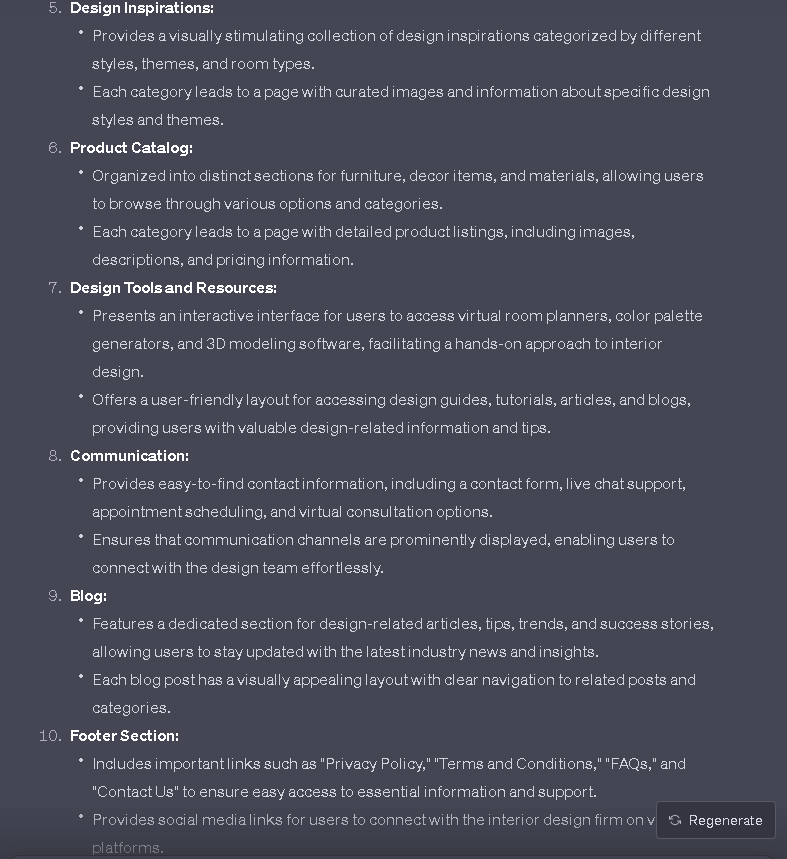 5. Design Inspirations:
• Provides a visually stimulating collection of design inspirations categorized by different
styles, themes, and room types.
• Each category leads to a page with curated images and information about specific design
styles and themes.
6. Product Catalog:
• Organized into distinct sections for furniture, decor items, and materials, allowing users
to browse through various options and categories.
• Each category leads to a page with detailed product listings, including images,
descriptions, and pricing information.
7. Design Tools and Resources:
• Presents an interactive interface for users to access virtual room planners, color palette
generators, and 3D modeling software, facilitating a hands-on approach to interior
design.
• Offers a user-friendly layout for accessing design guides, tutorials, articles, and blogs,
providing users with valuable design-related information and tips.
8. Communication:
• Provides easy-to-find contact information, including a contact form, live chat support,
appointment scheduling, and virtual consultation options.
• Ensures that communication channels are prominently displayed, enabling users to
connect with the design team effortlessly.
9. Blog:
• Features a dedicated section for design-related articles, tips, trends, and success stories,
allowing users to stay updated with the latest industry news and insights.
• Each blog post has a visually appealing layout with clear navigation to related posts and
categories.
10. Footer Section:
• Includes important links such as "Privacy Policy," "Terms and Conditions," "FAQs," and
"Contact Us" to ensure easy access to essential information and support.
• Provides social media links for users to connect with the interior design firm on
Regenerate
platforms.